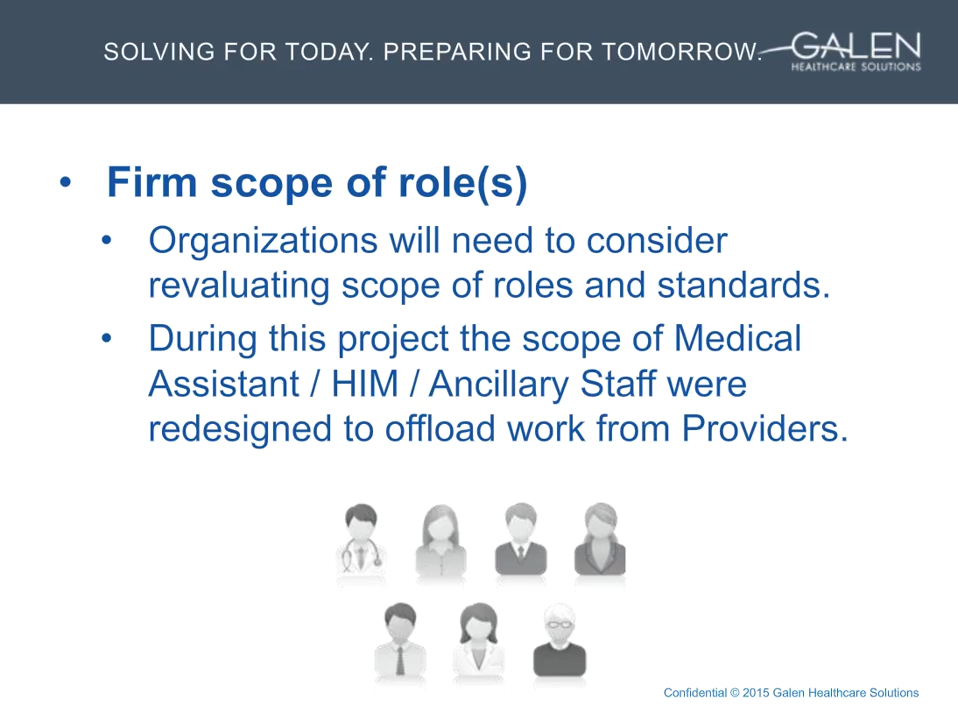 SOLVING FOR TODAY. PREPARING FOR TOMORROW.
GALEN
HEALTHCARE SOLUTIONS
• Firm scope of role(s)
• Organizations will need to consider
revaluating scope of roles and standards.
• During this project the scope of Medical
Assistant / HIM / Ancillary Staff were
redesigned to offload work from Providers.
Confidential © 2015 Galen Healthcare Solutions